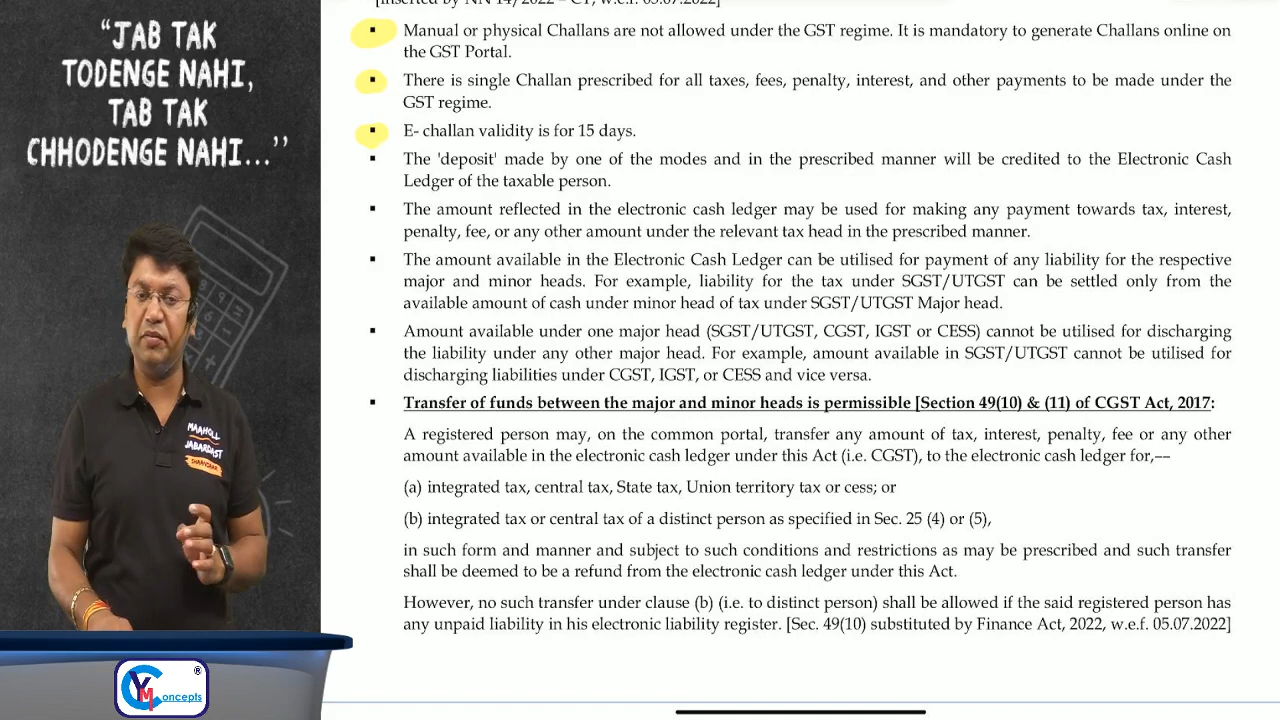 “JAB TAK
TODENGE NAHI,
TAB TAK
CHHODENGE NAHI...’’
[Inserted by NN 14/2022 – CT, w.e.f. 05.07.2022]
▪ Manual or physical Challans are not allowed under the GST regime. It is mandatory to generate Challans online on
the GST Portal.
▪ There is single Challan prescribed for all taxes, fees, penalty, interest, and other payments to be made under the
GST regime.
▪ E- challan validity is for 15 days.
▪ The 'deposit' made by one of the modes and in the prescribed manner will be credited to the Electronic Cash
Ledger of the taxable person.
▪ The amount reflected in the electronic cash ledger may be used for making any payment towards tax, interest,
penalty, fee, or any other amount under the relevant tax head in the prescribed manner.
▪ The amount available in the Electronic Cash Ledger can be utilised for payment of any liability for the respective
major and minor heads. For example, liability for the tax under SGST/UTGST can be settled only from the
available amount of cash under minor head of tax under SGST/UTGST Major head.
▪ Amount available under one major head (SGST/UTGST, CGST, IGST or CESS) cannot be utilised for discharging
the liability under any other major head. For example, amount available in SGST/UTGST cannot be utilised for
discharging liabilities under CGST, IGST, or CESS and vice versa.
▪ Transfer of funds between the major and minor heads is permissible [Section 49(10) & (11) of CGST Act, 2017:
A registered person may, on the common portal, transfer any amount of tax, interest, penalty, fee or any other
amount available in the electronic cash ledger under this Act (i.e. CGST), to the electronic cash ledger for,––
(a) integrated tax, central tax, State tax, Union territory tax or cess; or
(b) integrated tax or central tax of a distinct person as specified in Sec. 25 (4) or (5),
in such form and manner and subject to such conditions and restrictions as may be prescribed and such transfer
shall be deemed to be a refund from the electronic cash ledger under this Act.
However, no such transfer under clause (b) (i.e. to distinct person) shall be allowed if the said registered person has
any unpaid liability in his electronic liability register. [Sec. 49(10) substituted by Finance Act, 2022, w.e.f. 05.07.2022]
MAAHOLL
JABARDAST
SHAANDAAR
CYM oncepts ®